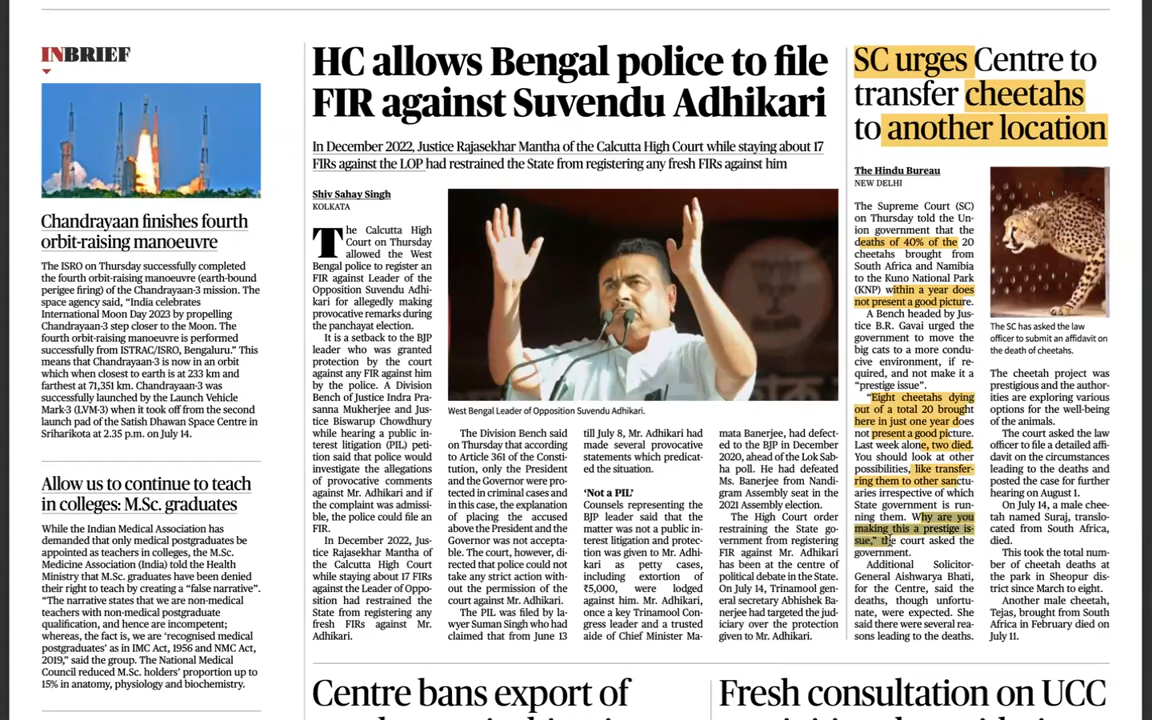 INBRIEF
Chandrayaan finishes fourth
orbit-raising manoeuvre
The ISRO on Thursday successfully completed
the fourth orbit-raising manoeuvre (earth-bound
perigee firing) of the Chandrayaan-3 mission. The
space agency said, “India celebrates
International Moon Day 2023 by propelling
Chandrayaan-3 step closer to the Moon. The
fourth orbit-raising manoeuvre is performed
successfully from ISTRAC/ISRO, Bengaluru.” This
means that Chandrayaan-3 is now in an orbit
which when closest to earth is at 233 km and
farthest at 71,351 km. Chandrayaan-3 was
successfully launched by the Launch Vehicle
Mark-3 (LVM-3) when it took off from the second
launch pad of the Satish Dhawan Space Centre in
Sriharikota at 2.35 p.m. on July 14.
Allow us to continue to teach
in colleges: M.Sc. graduates
While the Indian Medical Association has
demanded that only medical postgraduates be
appointed as teachers in colleges, the M.Sc.
Medicine Association (India) told the Health
Ministry that M.Sc. graduates have been denied
their right to teach by creating a “false narrative”.
“The narrative states that we are non-medical
teachers with non-medical postgraduate
qualification, and hence are incompetent;
whereas, the fact is, we are ‘recognised medical
postgraduates’ as in IMC Act, 1956 and NMC Act,
2019,” said the group. The National Medical
Council reduced M.Sc. holders’ proportion up to
15% in anatomy, physiology and biochemistry.
HC allows Bengal police to file
FIR against Suvendu Adhikari
In December 2022, Justice Rajasekhar Mantha of the Calcutta High Court while staying about 17
FIRs against the LOP had restrained the State from registering any fresh FIRs against him
Shiv Sahay Singh
KOLKATA
The Calcutta High
Court on Thursday
allowed the West
Bengal police to register an
FIR against Leader of the
Opposition Suvendu Adhi-
kari for allegedly making
provocative remarks during
the panchayat election.
It is a setback to the BJP
leader who was granted
protection by the court
against any FIR against him
by the police. A Division
Bench of Justice Indra Pra-
sanna Mukherjee and Jus-
tice Biswarup Chowdhury
while hearing a public in-
terest litigation (PIL) peti-
tion said that police would
investigate the allegations
of provocative comments
against Mr. Adhikari and if
the complaint was admissi-
ble, the police could file an
FIR.
In December 2022, Jus-
tice Rajasekhar Mantha of
the Calcutta High Court
while staying about 17 FIRs
against the Leader of Oppo-
sition had restrained the
State from registering any
fresh FIRs against Mr.
Adhikari.
West Bengal Leader of Opposition Suvendu Adhikari.
The Division Bench said
on Thursday that according
to Article 361 of the Consti-
tution, only the President
and the Governor were pro-
tected in criminal cases and
in this case, the explanation
of placing the accused
above the President and the
Governor was not accepta-
ble. The court, however, di-
rected that police could not
take any strict action with-
out the permission of the
court against Mr. Adhikari.
The PIL was filed by la-
wyer Suman Singh who had
claimed that from June 13
till July 8, Mr. Adhikari had
made several provocative
statements which predicat-
ed the situation.
‘Not a PIL’
Counsels representing the
BJP leader said that the
matter was not a public in-
terest litigation and protec-
tion was given to Mr. Adhi-
kari as petty cases,
including extortion of
₹5,000, were lodged
against him. Mr. Adhikari,
once a key Trinamool Con-
gress leader and a trusted
aide of Chief Minister Ma-
mata Banerjee, had defect-
ed to the BJP in December
2020, ahead of the Lok Sab-
ha poll. He had defeated
Ms. Banerjee from Nandi-
gram Assembly seat in the
2021 Assembly election.
The High Court order
restraining the State go-
vernment from registering
FIR against Mr. Adhikari
has been at the centre of
political debate in the State.
On July 14, Trinamool gen-
eral secretary Abhishek Ba-
nerjee had targeted the jud-
iciary over the protection
given to Mr. Adhikari.
SC urges Centre to
transfer cheetahs
to another location
The Hindu Bureau
NEW DELHI
The Supreme Court (SC)
on Thursday told the Un-
ion government that the
deaths of 40% of the 20
cheetahs brought from
South Africa and Namibia
to the Kuno National Park
(KNP) within a year does
not present a good picture.
A Bench headed by Jus-
tice B.R. Gavai urged the
government to move the
big cats to a more condu-
cive environment, if re-
quired, and not make it a
“prestige issue”.
“Eight cheetahs dying
out of a total 20 brought
here in just one year does
not present a good picture.
Last week alone, two died.
You should look at other
possibilities, like transfer-
ring them to other sanctu-
aries irrespective of which
State government is run-
ning them. Why are you
making this a prestige is-
sue,” the court asked the
government.
Additional Solicitor-
General Aishwarya Bhati,
for the Centre, said the
deaths, though unfortu-
nate, were expected. She
said there were several rea-
sons leading to the deaths.
The SC has asked the law
officer to submit an affidavit on
the death of cheetahs.
The cheetah project was
prestigious and the author-
ities are exploring various
options for the well-being
of the animals.
The court asked the law
officer to file a detailed affi-
davit on the circumstances
leading to the deaths and
posted the case for further
hearing on August 1.
On July 14, a male chee-
tah named Suraj, translo-
cated from South Africa,
died.
This took the total num-
ber of cheetah deaths at
the park in Sheopur dis-
trict since March to eight.
Another male cheetah,
Tejas, brought from South
Africa in February died on
July 11.
Centre bans export of
Fresh consultation on UCC